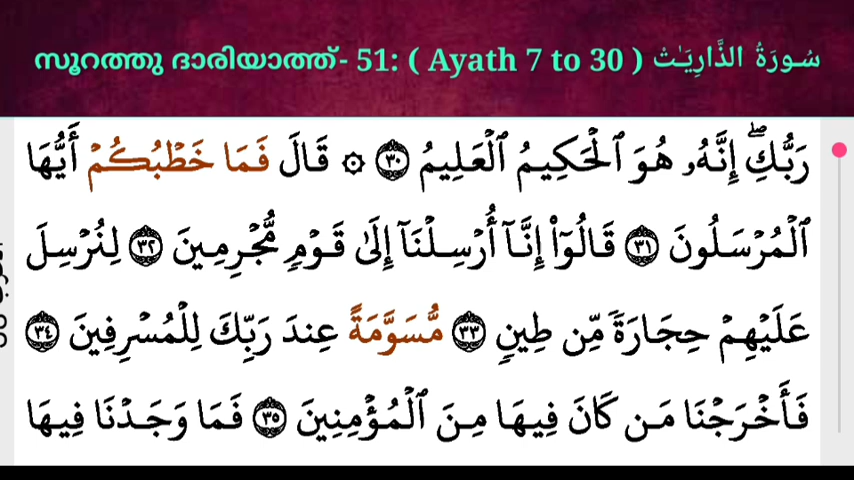 സൂറത്തു ദാരിയാത്ത്- 51: ( Ayath 7 to 30 ) سُورَةُ الذَّارِيَٰث
رَبُّكِۖ إِنَّهُۥ هُوَ ٱلْحَكِيمُ ٱلْعَلِيمُ ٣٠ ۞ قَالَ فَمَا خَطْبُكُمْ أَيُّهَا
ٱلْمُرْسَلُونَ ٣١ قَالُوٓا۟ إِنَّآ أُرْسِلْنَآ إِلَىٰ قَوْمٍ مُّجْرِمِينَ ٣٢ لِنُرْسِلَ
عَلَيْهِمْ حِجَارَةً مِّن طِينٍ ٣٣ مُّسَوَّمَةً عِندَ رَبِّكَ لِلْمُسْرِفِينَ ٣٤
فَأَخْرَجْنَا مَن كَانَ فِيهَا مِنَ ٱلْمُؤْمِنِينَ ٣٥ فَمَا وَجَدْنَا فِيهَا